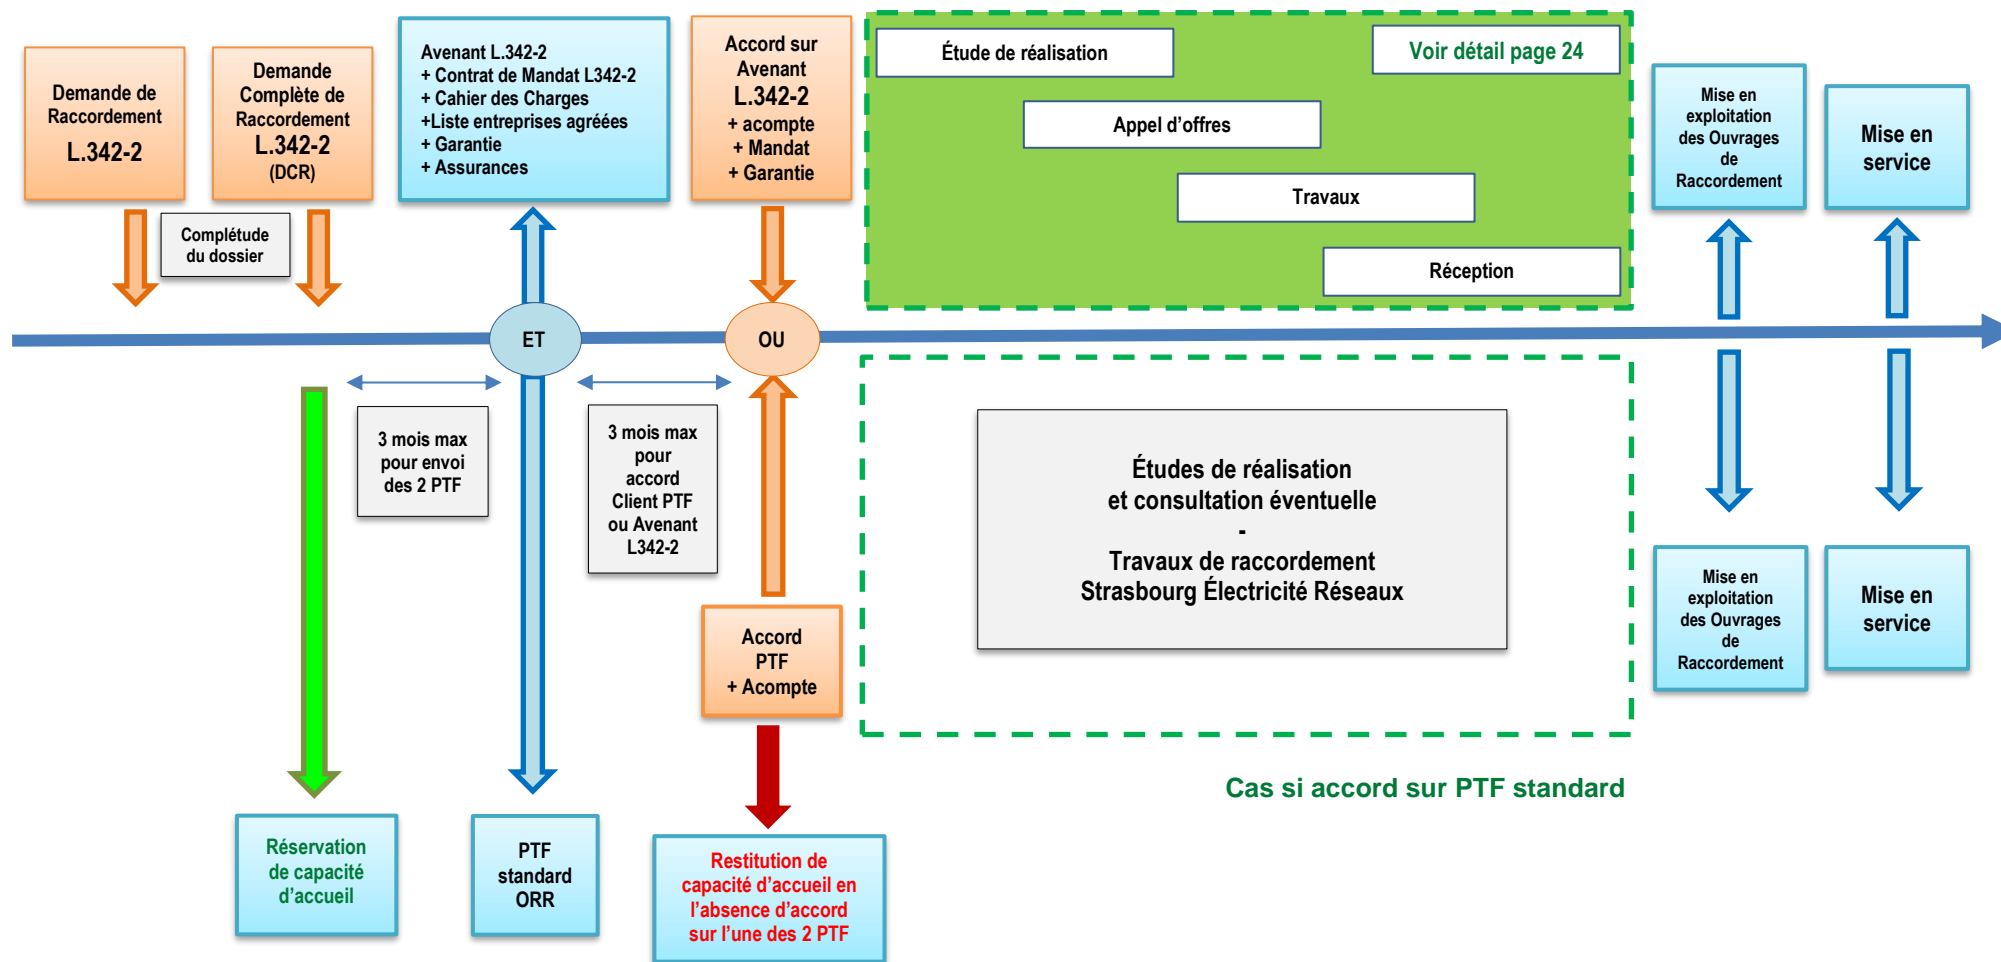 Demande de
Raccordement
L.342-2
Demande
Complète de
Raccordement
L.342-2
(DCR)
Complétude
du dossier
Avenant L.342-2
+ Contrat de Mandat L342-2
+ Cahier des Charges
+Liste entreprises agréées
+ Garantie
+ Assurances
Accord sur
Avenant
L.342-2
+ acompte
+ Mandat
+ Garantie
Étude de réalisation
Voir détail page 24
Appel d’offres
Travaux
Réception
Mise en
exploitation
des Ouvrages
de
Raccordement
Mise en
service
ET
OU
3 mois max
pour envoi
des 2 PTF
3 mois max
pour
accord
Client PTF
ou Avenant
L342-2
Études de réalisation
et consultation éventuelle
-
Travaux de raccordement
Strasbourg Électricité Réseaux
Mise en
exploitation
des Ouvrages
de
Raccordement
Mise en
service
Accord
PTF
+ Acompte
Cas si accord sur PTF standard
Réservation
de capacité
d’accueil
PTF
standard
ORR
Restitution de
capacité d’accueil en
l’absence d’accord
sur l’une des 2 PTF